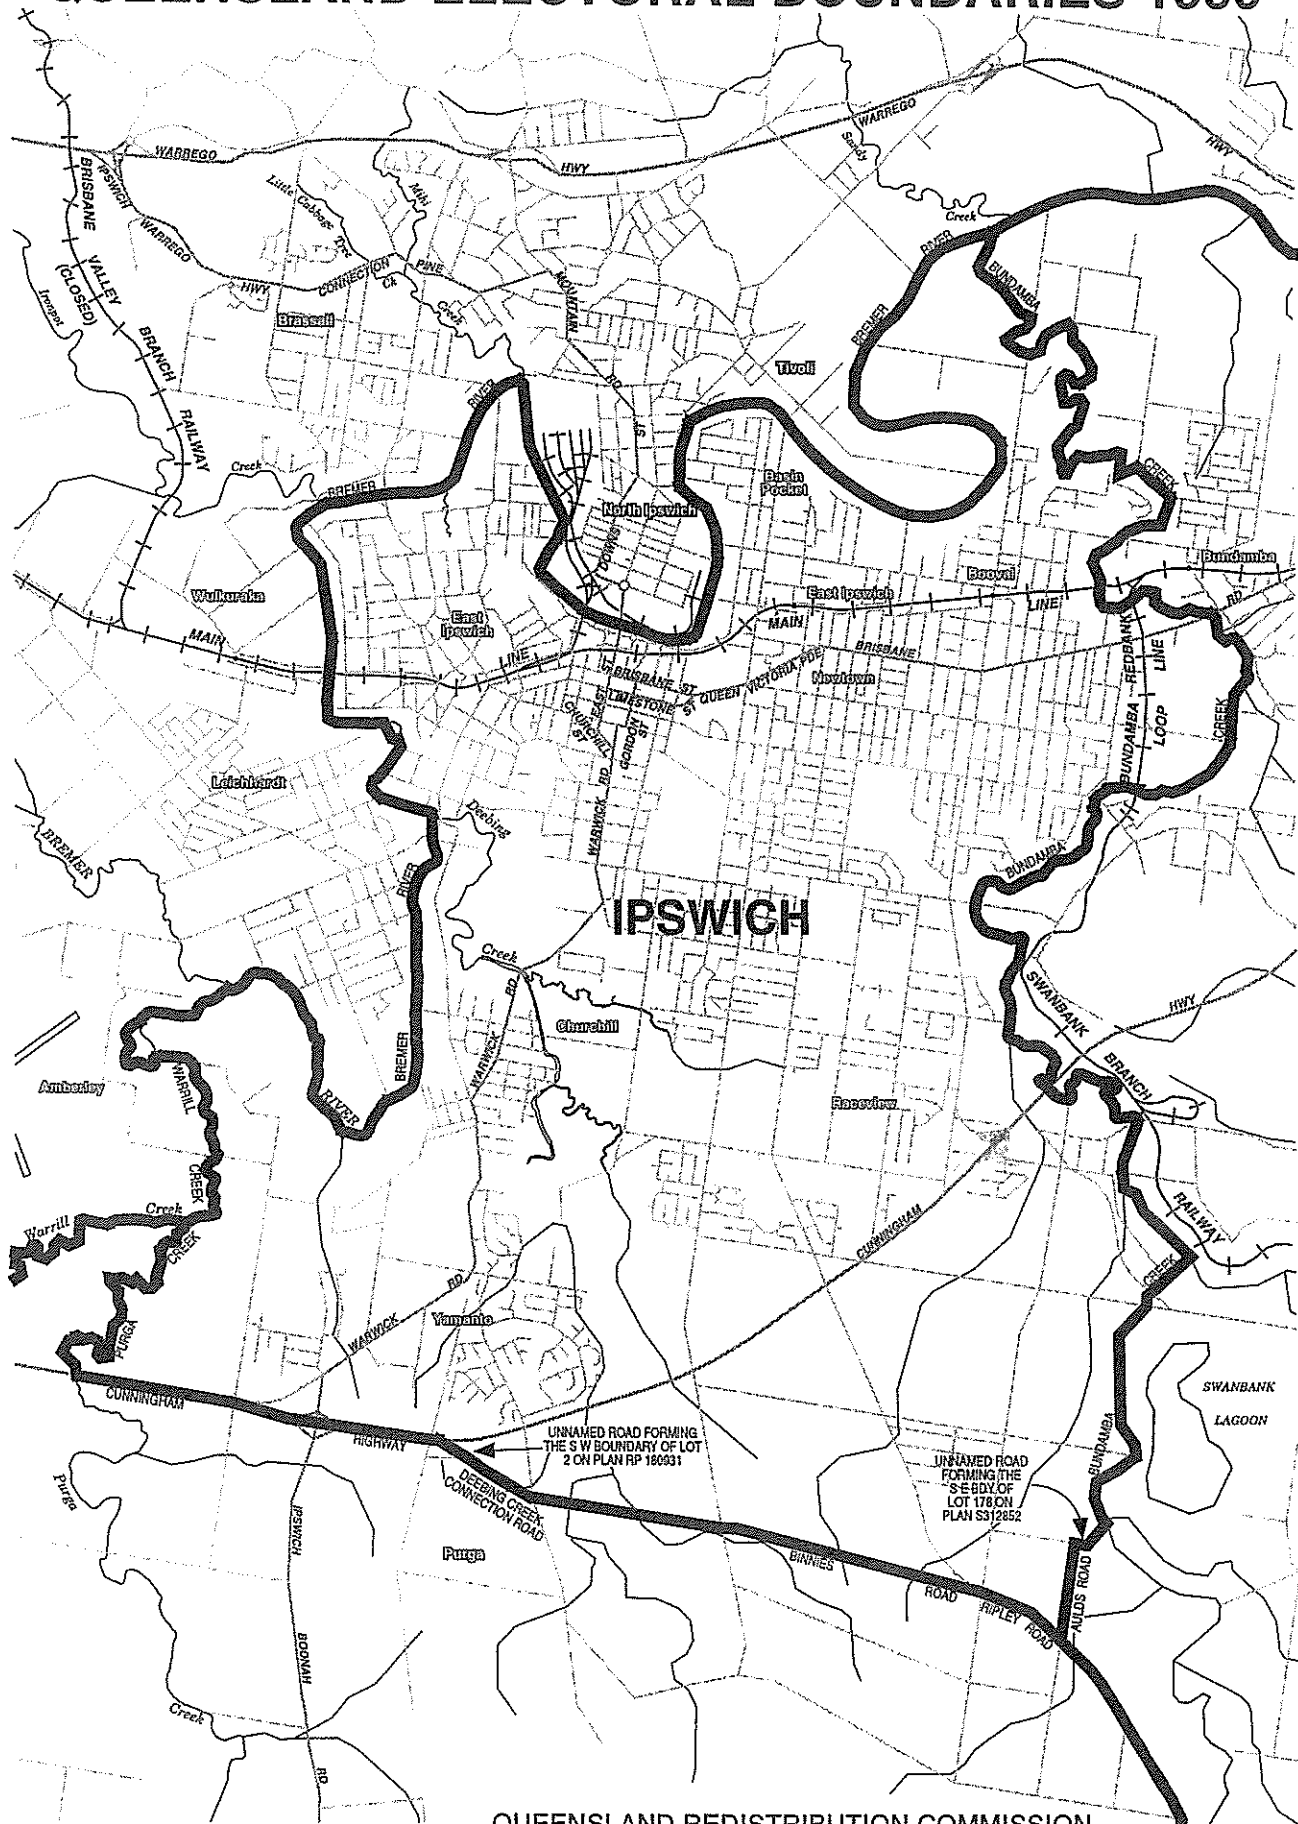 QUEENSLAND ELECTORAL BOUNDARIES
WARREGO
HWY
WARREGO
HWY
Sandy
Creek
BRISBANE
VALLEY
(CLOSED)
BRANCH
RAILWAY
IPSWICH
WARREGO
HWY
CONNECTION
Little Cabbage
Tree
Ck
Mihi
Creek
PINE
MOUNTAIN
RD
Ironpot
Creek
Brassall
Tivoli
RIVER
BREMER
BUNDAMBA
CREEK
RIVER
BREMER
ST
North Ipswich
(DOWNS)
Basin
Pocket
Wulkuraka
East
Ipswich
East Ipswich
Booval
Bundamba
MAIN
LINE
MAIN
LINE
RD
BRISBANE
BRISBANE ST
LIMESTONE ST
QUEEN VICTORIA PDE
Newtown
EAST
CHURCHILL
ST
GORDON
ST
WARWICK RD
BUNDAMBA REDBANK
LOOP LINE
BUNDAMBA
CREEK
Leichhardt
Deebing
Creek
BREMER
RIVER
IPSWICH
BUNDAMBA
SWANBANK
BRANCH
RAILWAY
HWY
Churchill
WARWICK
RD
BREMER
RIVER
Amberley
WARRILL
CREEK
Warrill
Creek
CREEK
PURGA
Raceview
CUNNINGHAM
CREEK
WARWICK
RD
Yamanto
CUNNINGHAM
HIGHWAY
SWANBANK
LAGOON
UNNAMED ROAD FORMING
THE S W BOUNDARY OF LOT
2 ON PLAN RP 180931
DEEBING CREEK
CONNECTION ROAD
UNNAMED ROAD
FORMING THE
S E BDY OF
LOT 178 ON
PLAN S312852
BUNDAMBA
Purga
Purga
Creek
IPSWICH
BOONAH
RD
BINNIES
ROAD
RIPLEY
ROAD
AULDS ROAD
QUEENSLAND REDISTRIBUTION COMMISSION